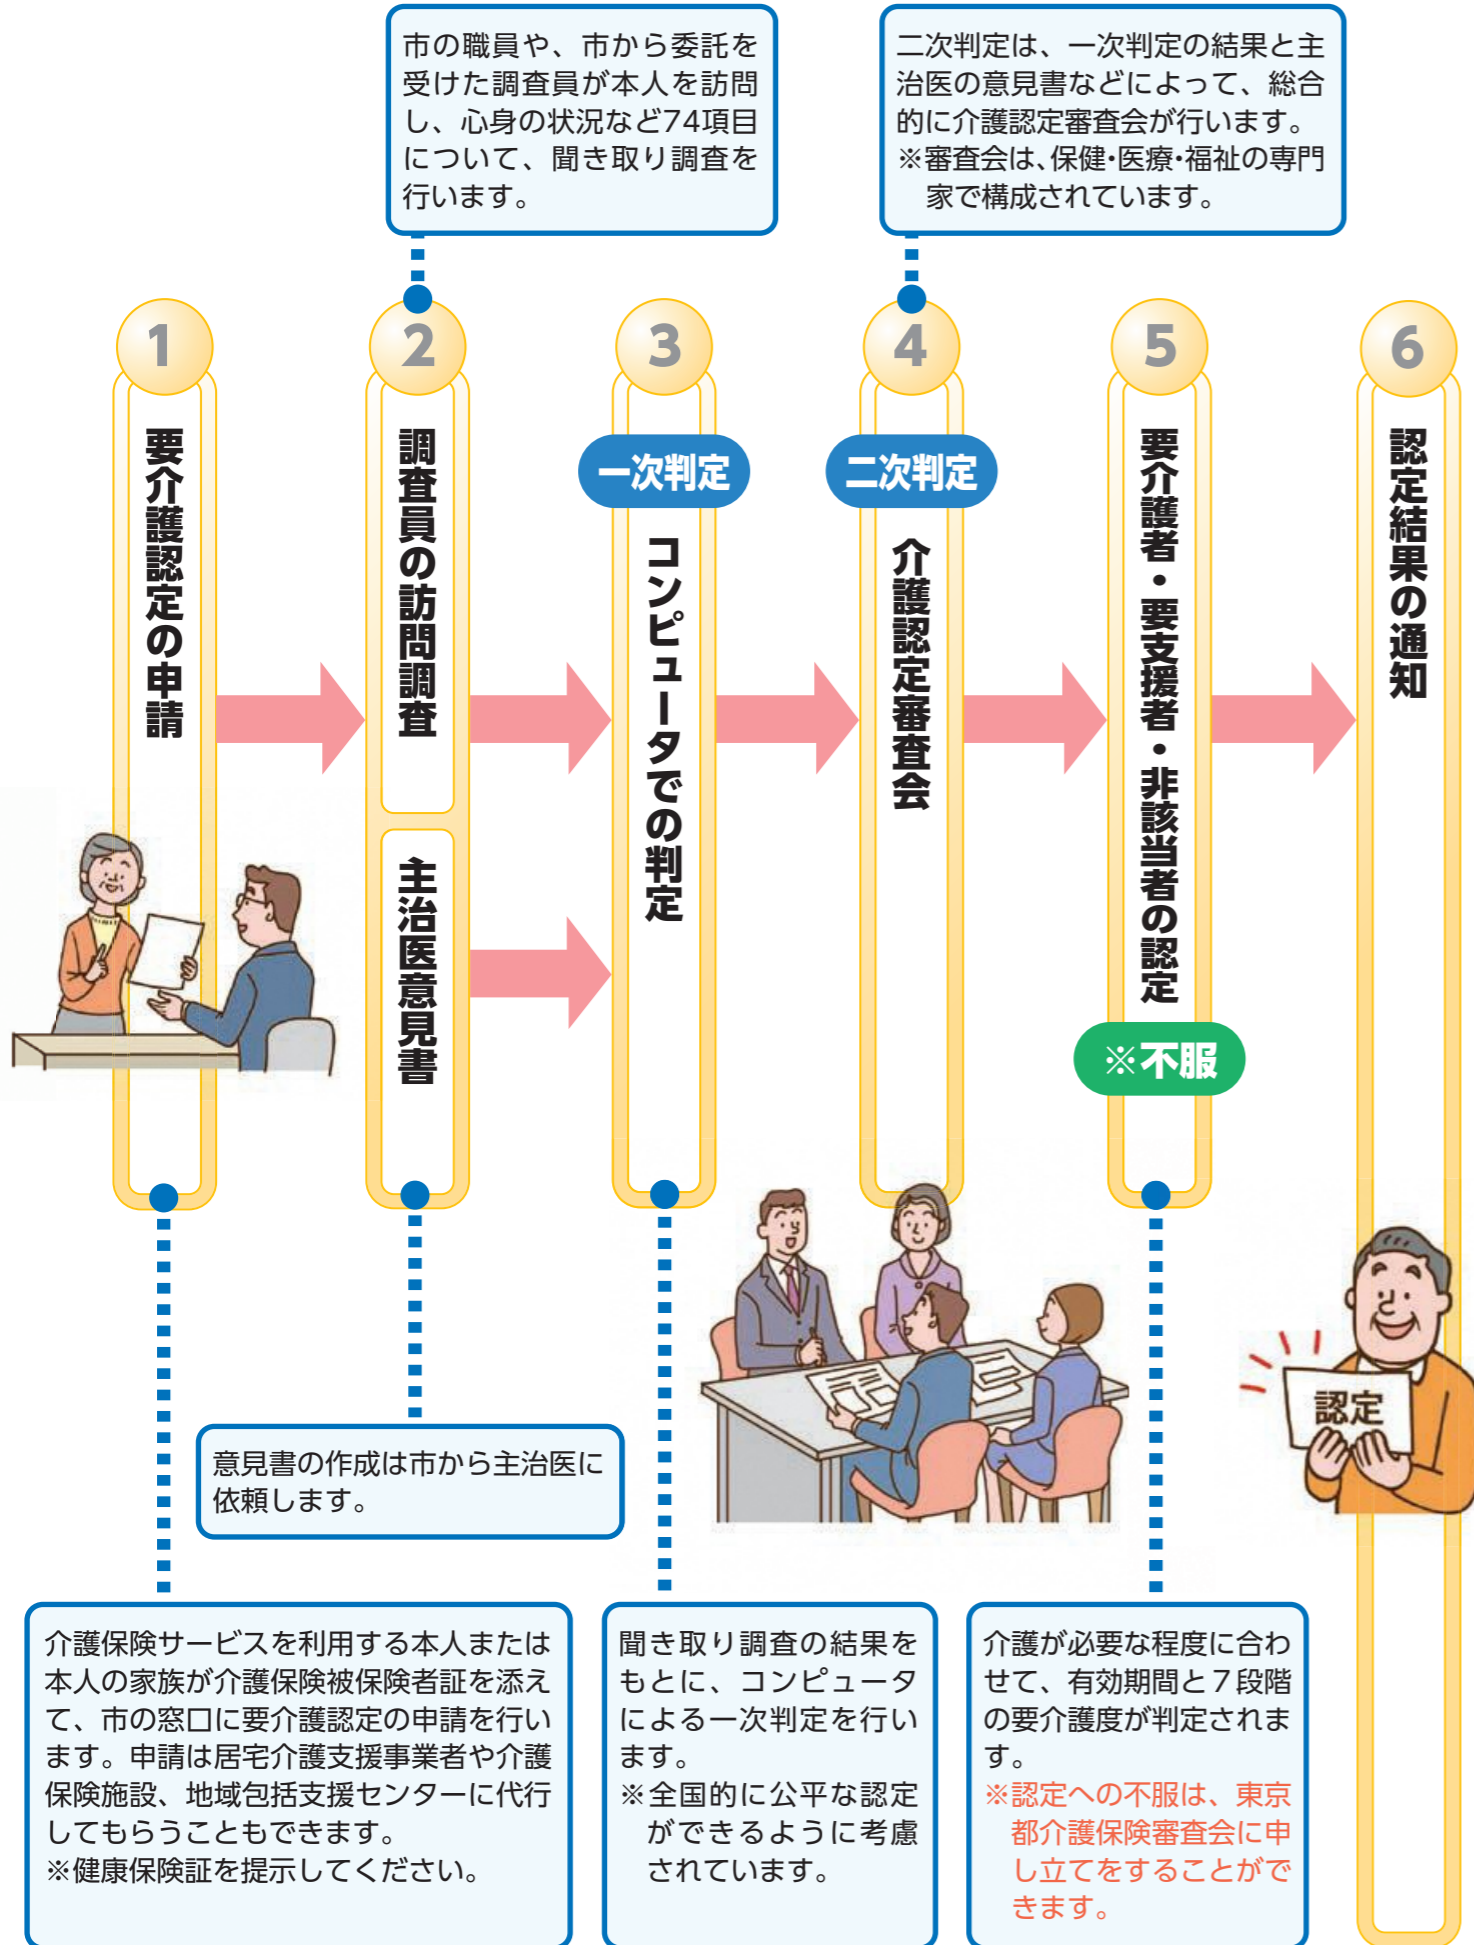 市の職員や、市から委託を
受けた調査員が本人を訪問
し、心身の状況など74項目
について、聞き取り調査を
行います。
二次判定は、一次判定の結果と主
治医の意見書などによって、総合
的に介護認定審査会が行います。
※審査会は、保健・医療・福祉の専門
家で構成されています。
1
要介護認定の申請
2
調査員の訪問調査
主治医意見書
3
一次判定
コンピュータでの判定
4
二次判定
介護認定審査会
5
要介護者・要支援者・非該当者の認定
※不服
6
認定結果の通知
認定
意見書の作成は市から主治医に
依頼します。
介護保険サービスを利用する本人または
本人の家族が介護保険被保険者証を添え
て、市の窓口に要介護認定の申請を行い
ます。申請は居宅介護支援事業者や介護
保険施設、地域包括支援センターに代行
してもらうこともできます。
※健康保険証を提示してください。
聞き取り調査の結果を
もとに、コンピュータ
による一次判定を行い
ます。
※全国的に公平な認定
ができるように考慮
されています。
介護が必要な程度に合わ
せて、有効期間と7段階
の要介護度が判定されま
す。
※認定への不服は、東京
都介護保険審査会に申
し立てをすることがで
きます。